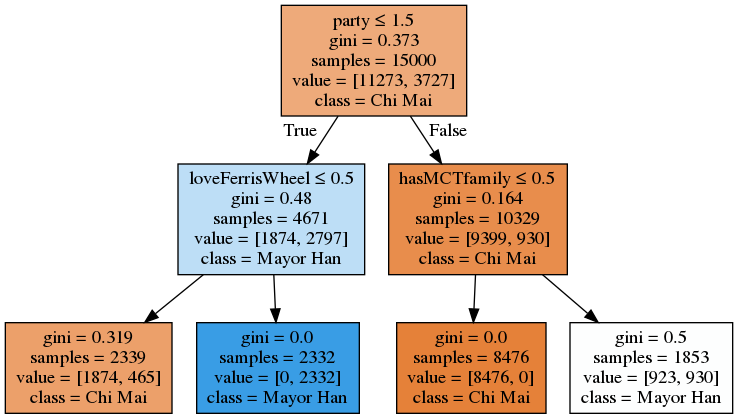 party ≤ 1.5
gini = 0.373
samples = 15000
value = [11273, 3727]
class = Chi Mai
True
False
loveFerrisWheel ≤ 0.5
gini = 0.48
samples = 4671
value = [1874, 2797]
class = Mayor Han
hasMCTfamily ≤ 0.5
gini = 0.164
samples = 10329
value = [9399, 930]
class = Chi Mai
gini = 0.319
samples = 2339
value = [1874, 465]
class = Chi Mai
gini = 0.0
samples = 2332
value = [0, 2332]
class = Mayor Han
gini = 0.0
samples = 8476
value = [8476, 0]
class = Chi Mai
gini = 0.5
samples = 1853
value = [923, 930]
class = Mayor Han